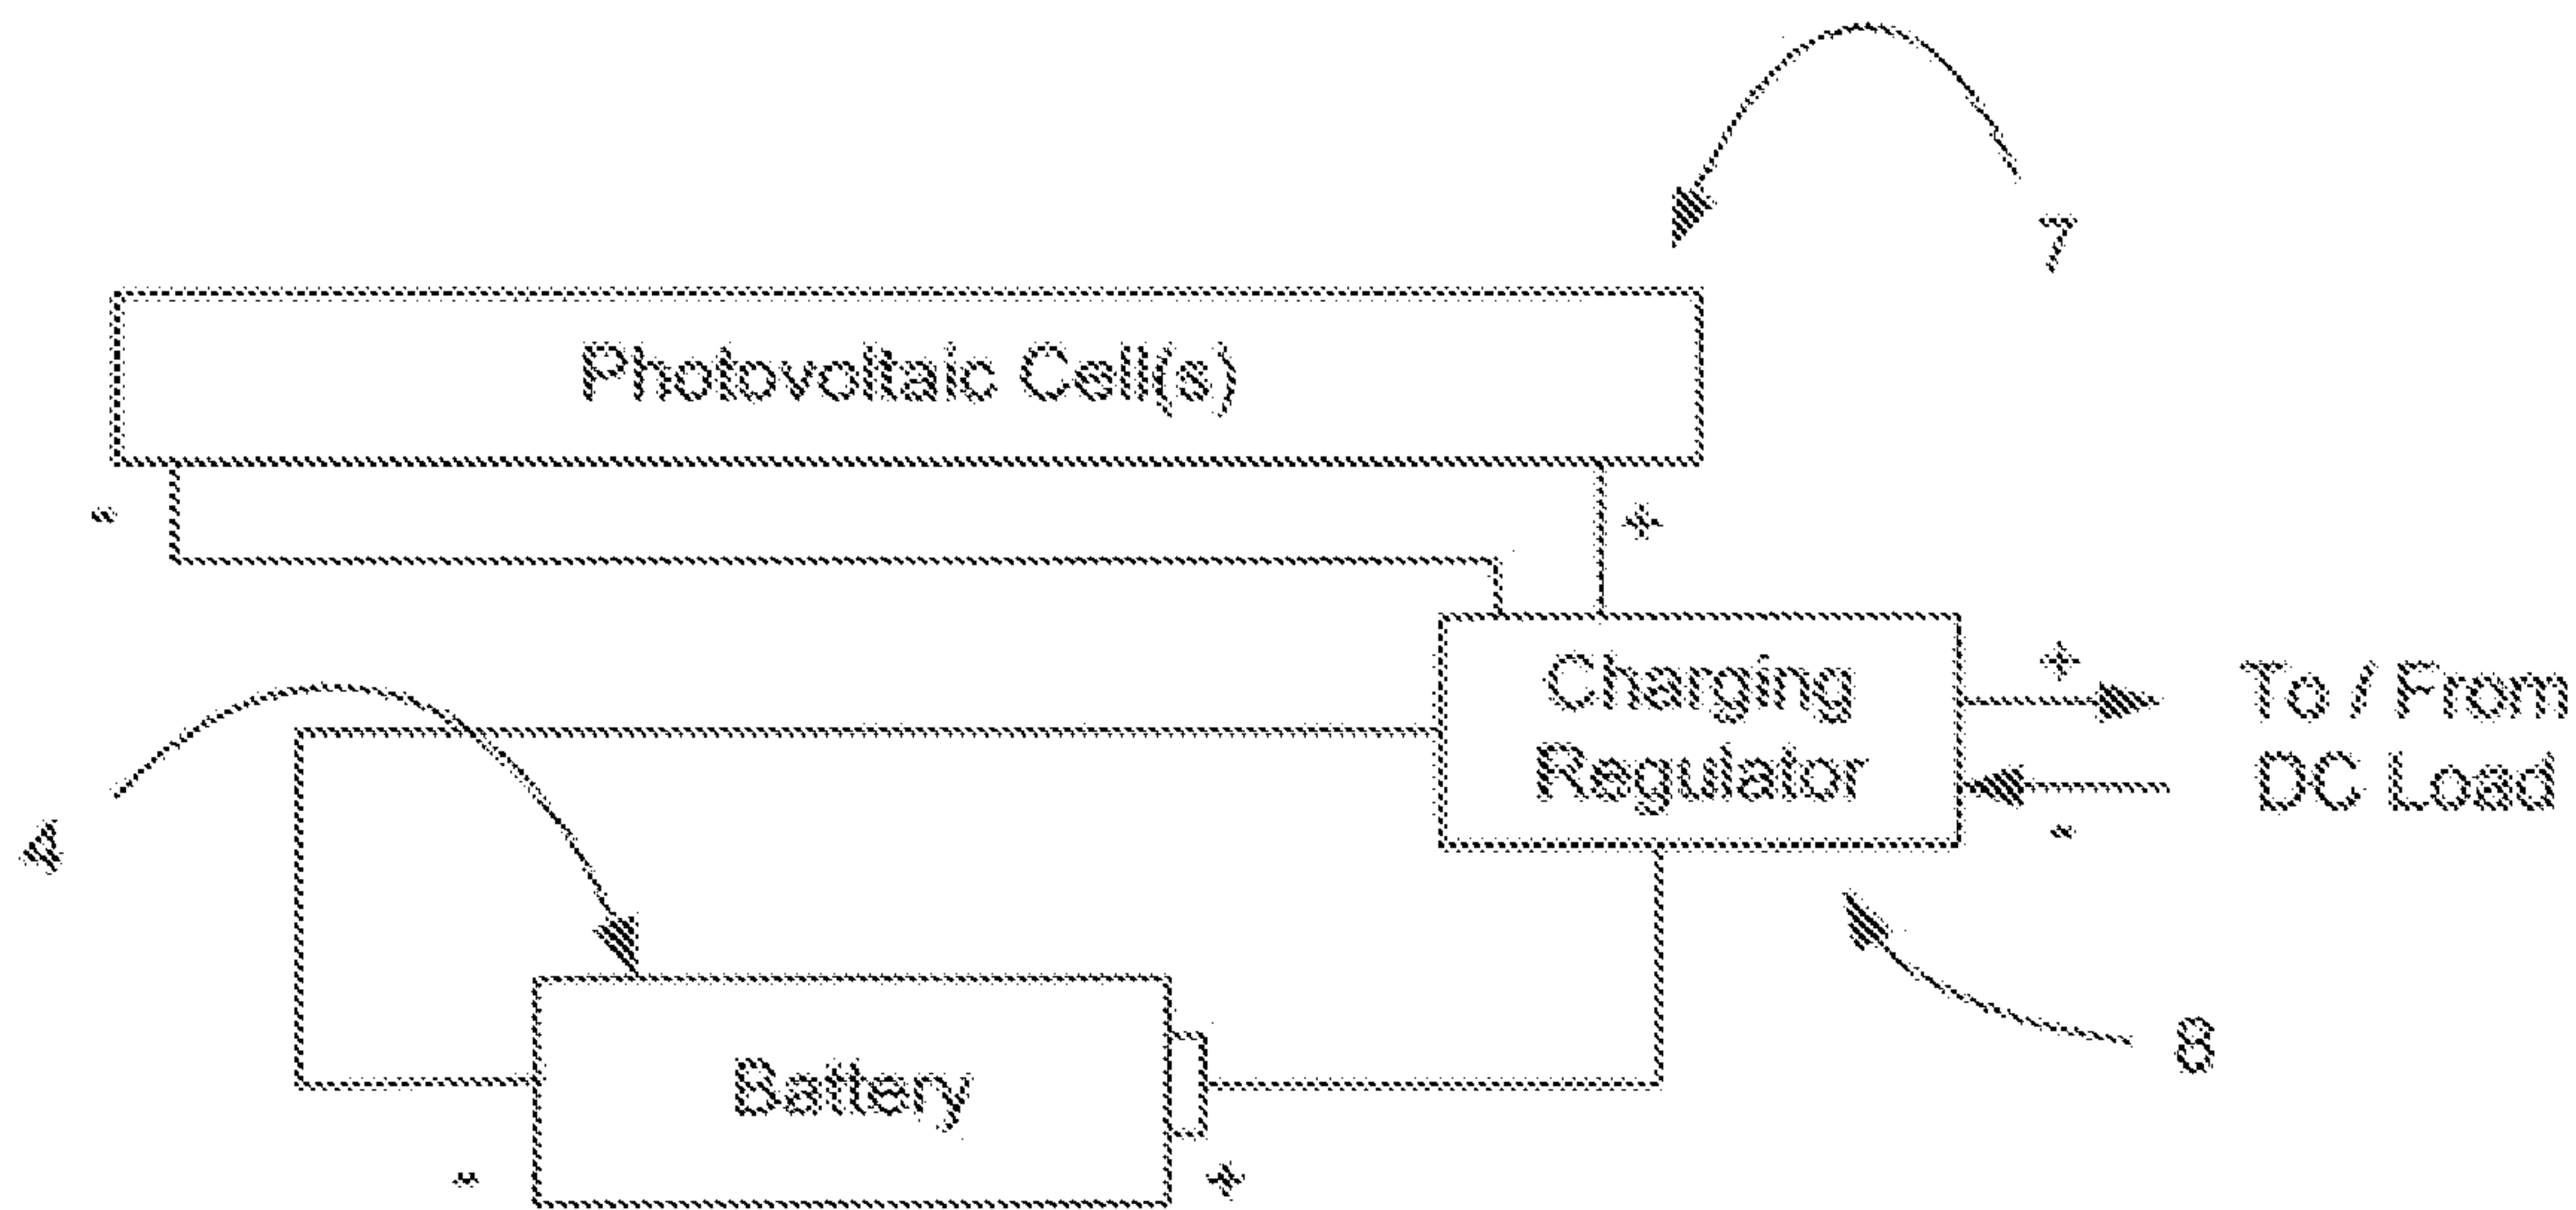 7
Photovoltaic Cell(s)
-
+
Charging
Regulator
+
To / From
DC Load
-
4
8
Battery
-
+